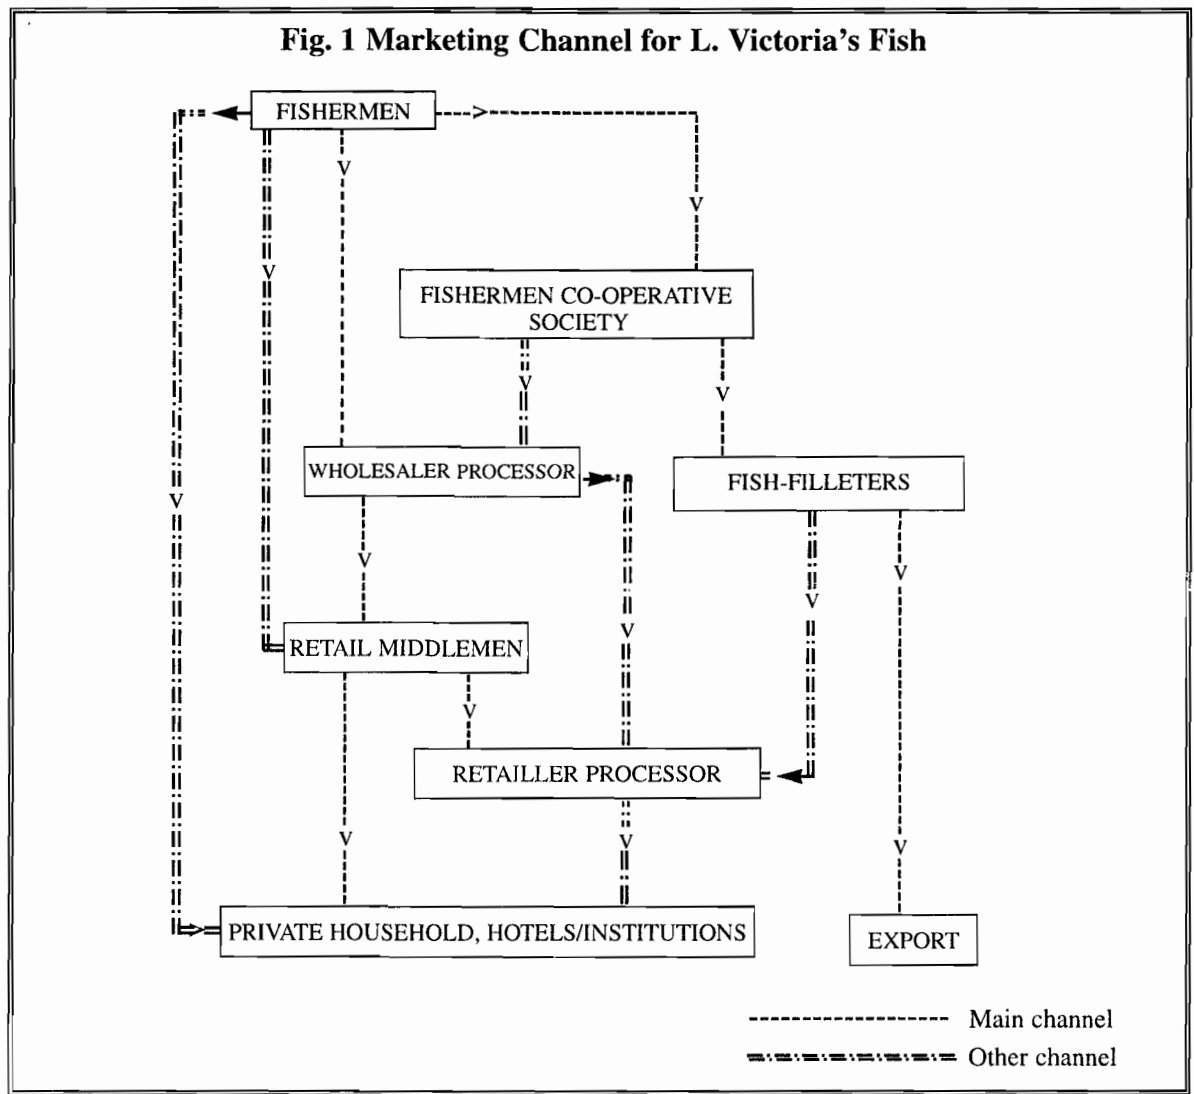 Fig. 1 Marketing Channel for L. Victoria's Fish
FISHERMEN
FISHERMEN CO-OPERATIVE
SOCIETY
WHOLESALER PROCESSOR
FISH-FILLETERS
RETAIL MIDDLEMEN
RETAILLER PROCESSOR
PRIVATE HOUSEHOLD, HOTELS/INSTITUTIONS
EXPORT
Main channel
Other channel